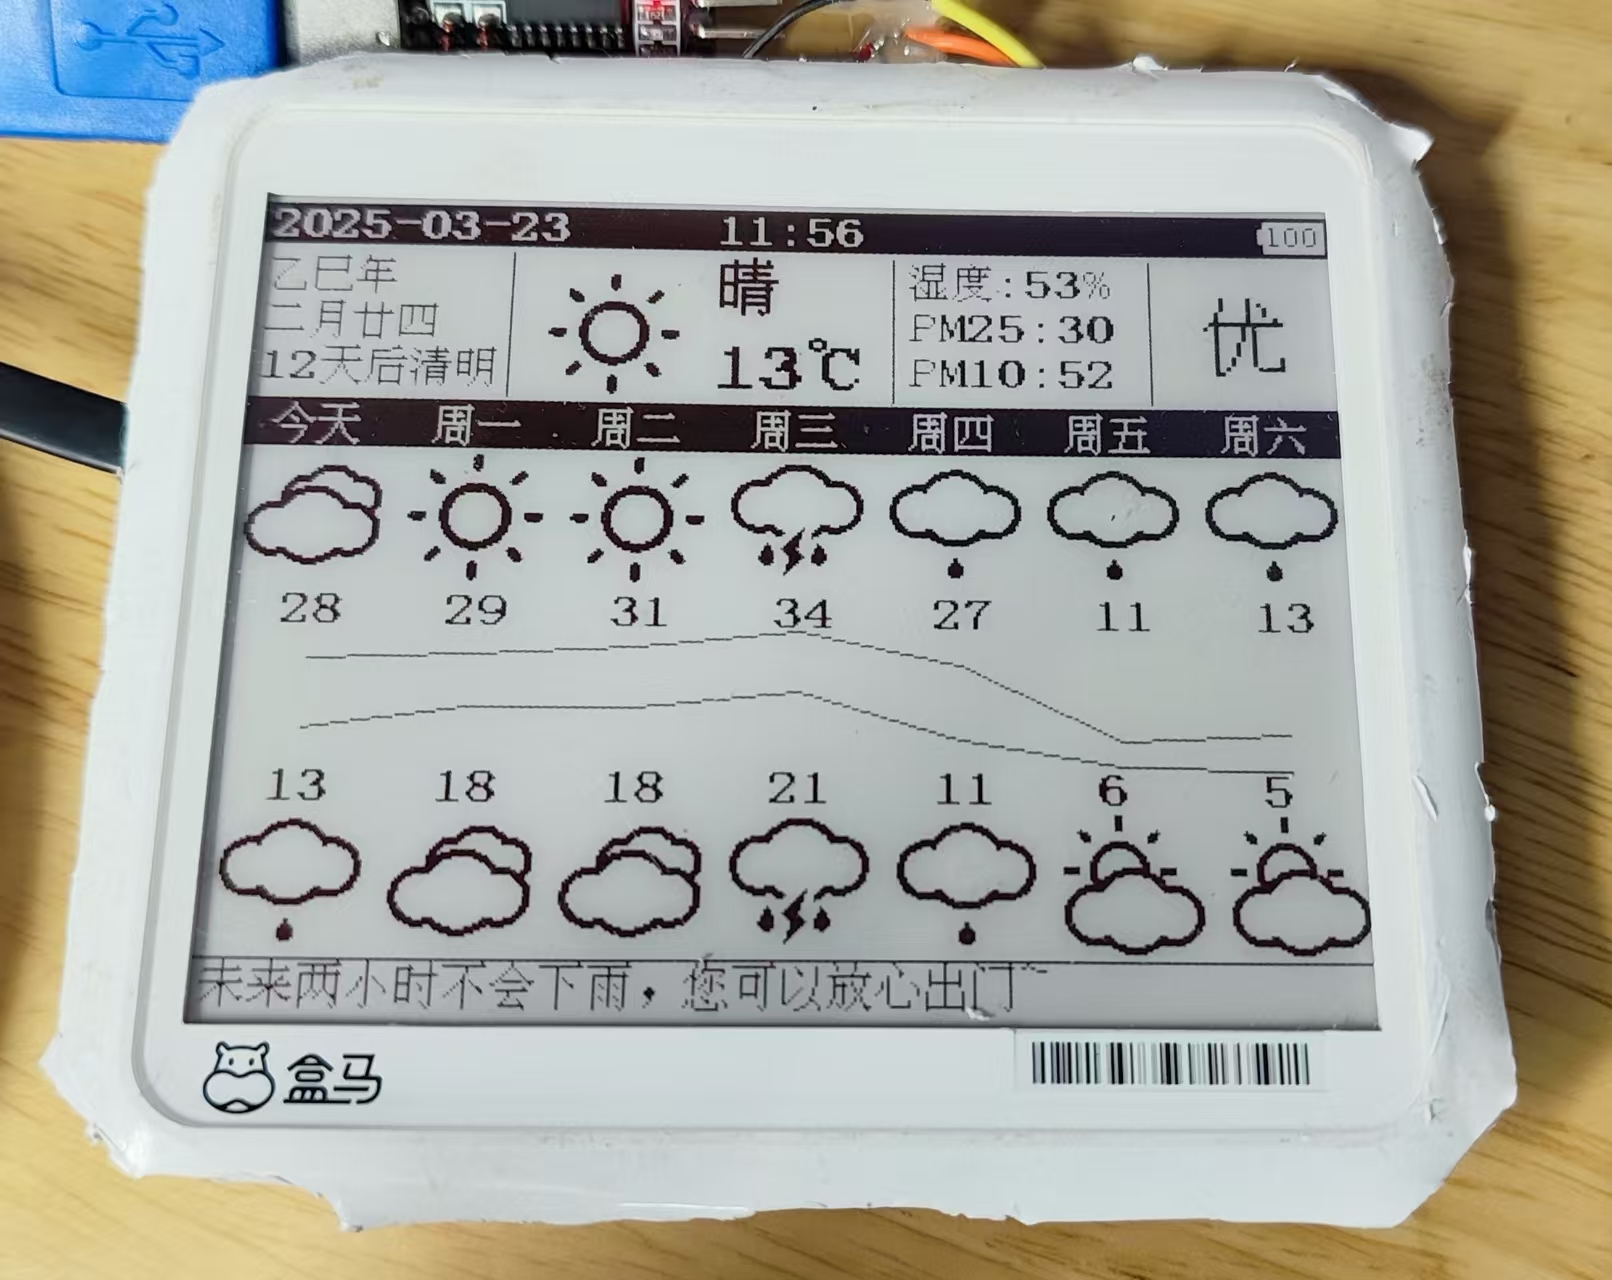 2025-03-23 11:56 100
乙巳年
二月廿四
12天后清明
晴
13℃
湿度:53%
PM25:30
PM10:52
优
今天 周一 周二 周三 周四 周五 周六
28 29 31 34 27 11 13
13 18 18 21 11 6 5
未来两小时不会下雨，您可以放心出门~
盒马